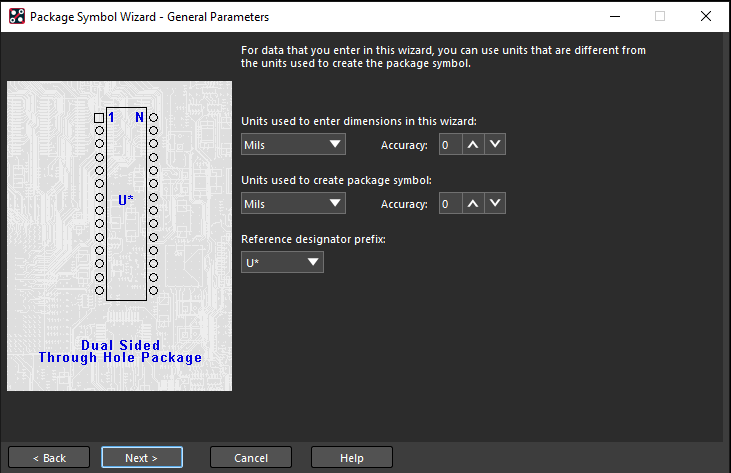 Package Symbol Wizard - General Parameters
For data that you enter in this wizard, you can use units that are different from
the units used to create the package symbol.
1 N
U*
Dual Sided
Through Hole Package
Units used to enter dimensions in this wizard:
Mils Accuracy: 0
Units used to create package symbol:
Mils Accuracy: 0
Reference designator prefix:
U*
< Back Next > Cancel Help